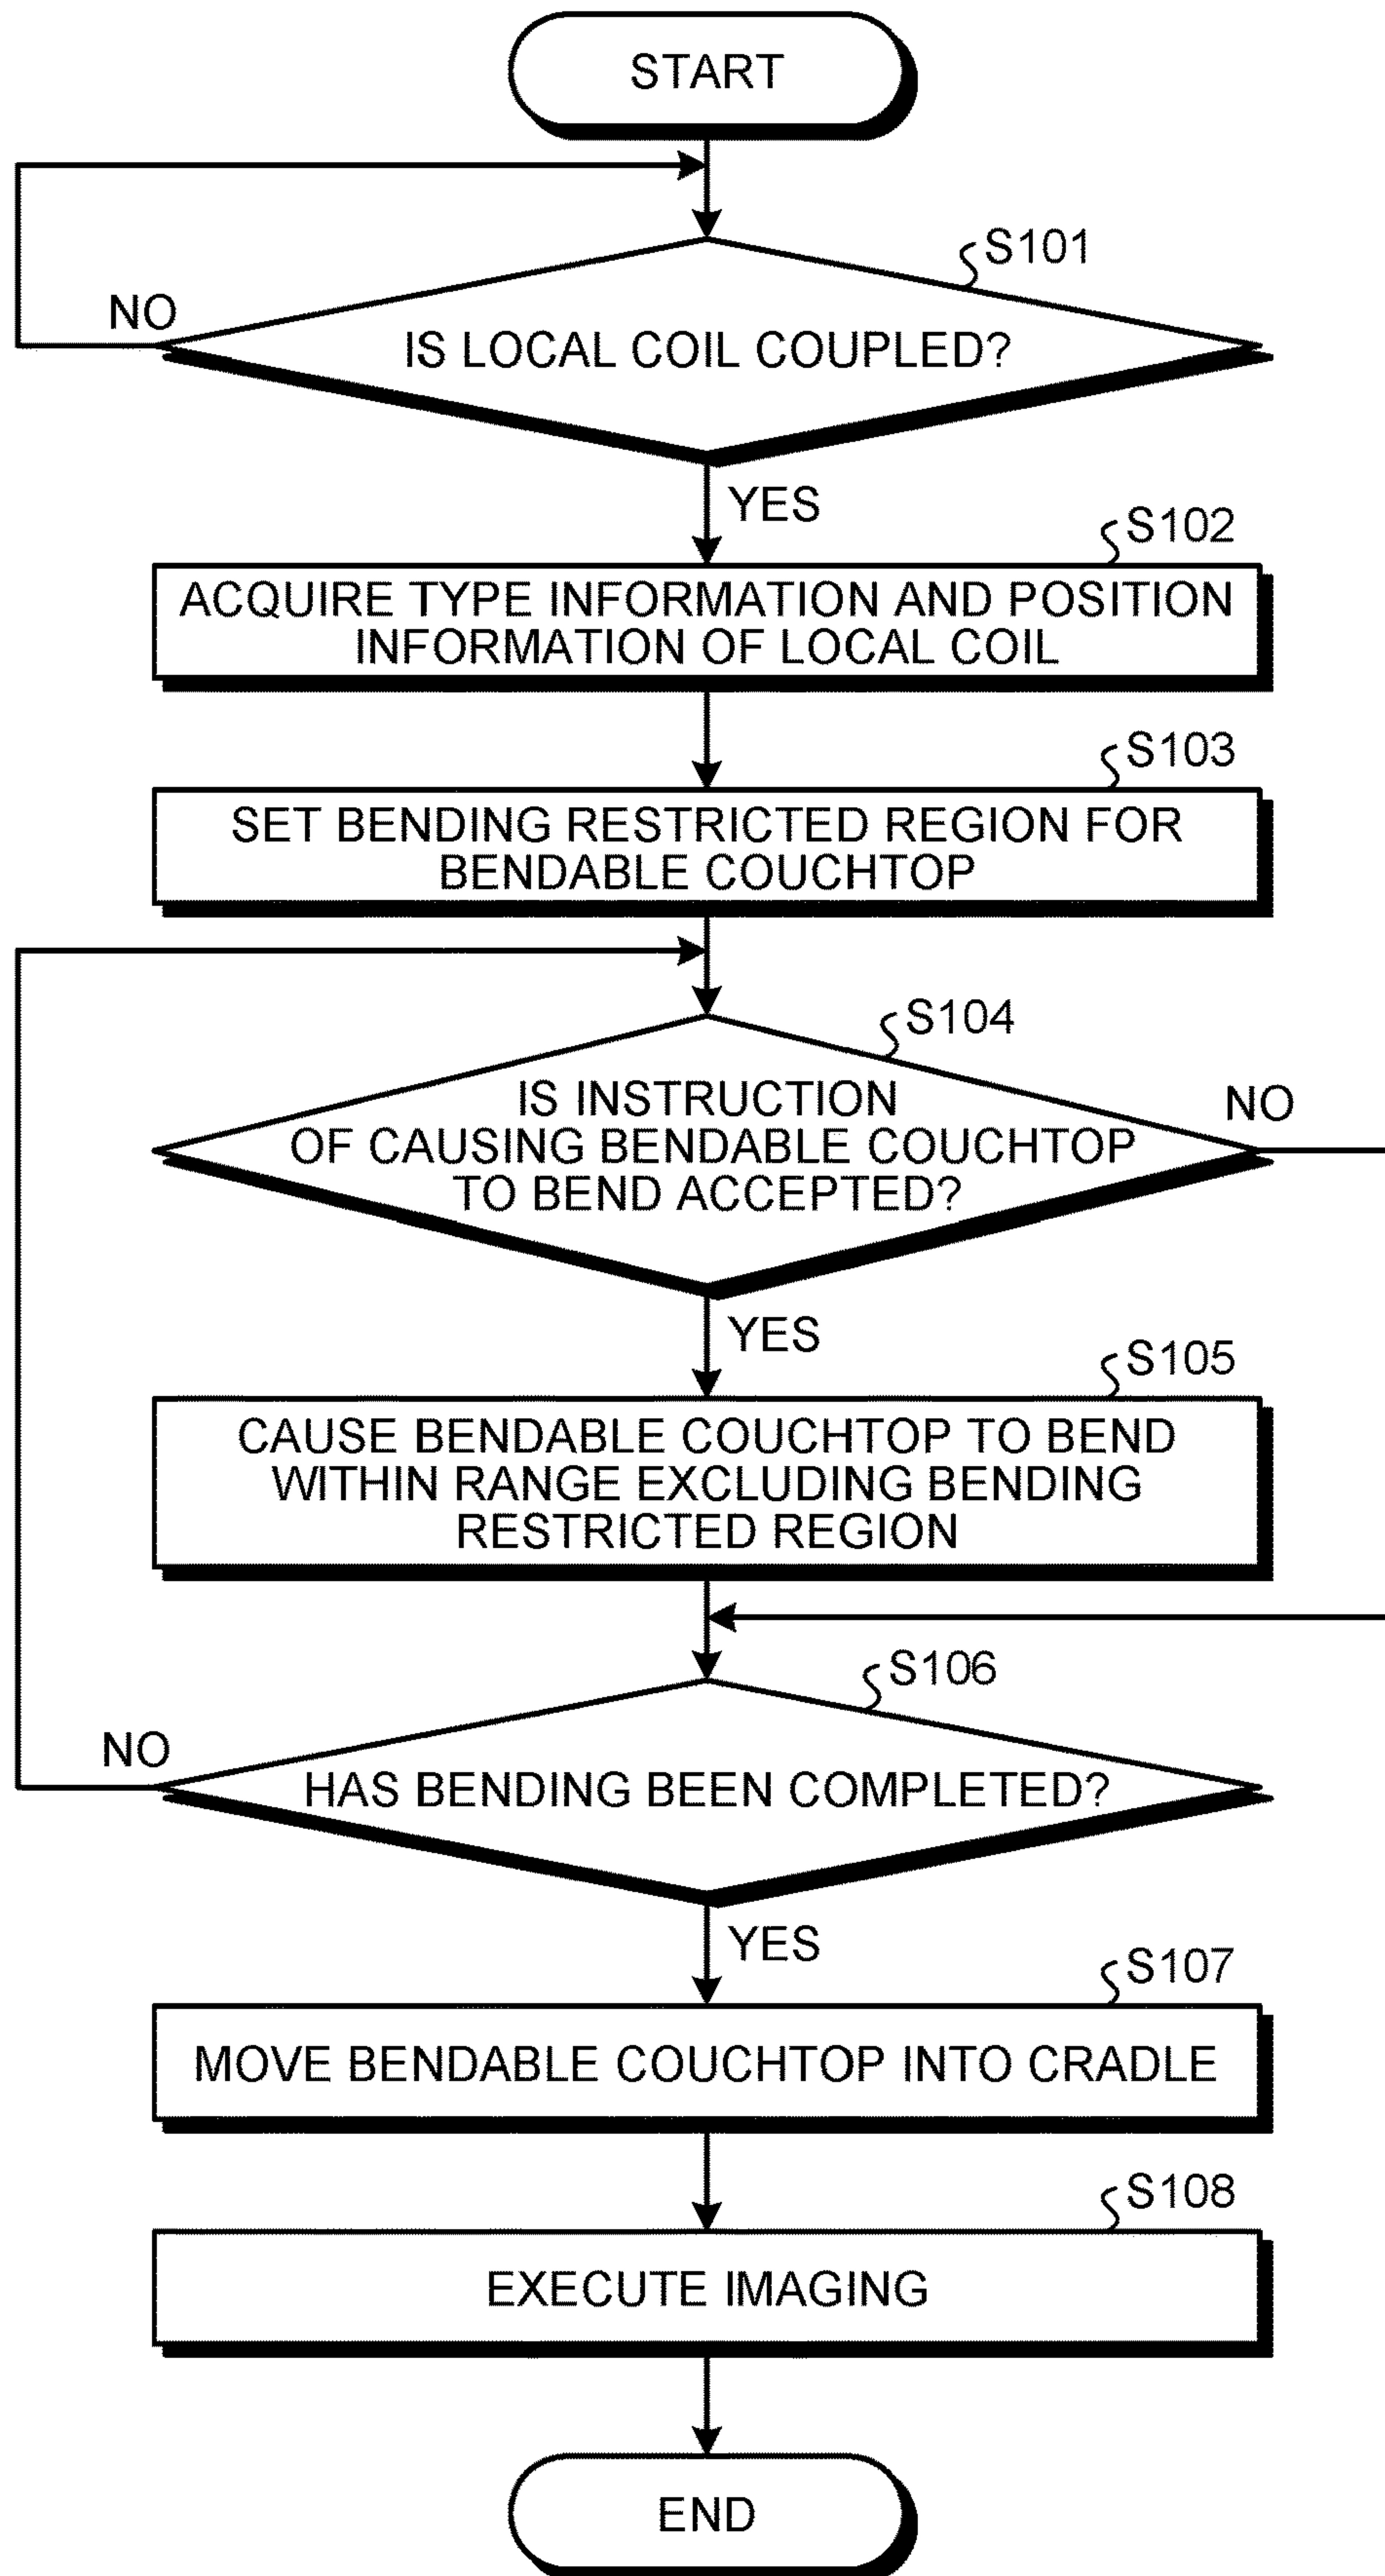 START
S101
NO
IS LOCAL COIL COUPLED?
YES
S102
ACQUIRE TYPE INFORMATION AND POSITION
INFORMATION OF LOCAL COIL
S103
SET BENDING RESTRICTED REGION FOR
BENDABLE COUCHTOP
S104
IS INSTRUCTION
NO
OF CAUSING BENDABLE COUCHTOP
TO BEND ACCEPTED?
YES
S105
CAUSE BENDABLE COUCHTOP TO BEND
WITHIN RANGE EXCLUDING BENDING
RESTRICTED REGION
S106
NO
HAS BENDING BEEN COMPLETED?
YES
S107
MOVE BENDABLE COUCHTOP INTO CRADLE
S108
EXECUTE IMAGING
END